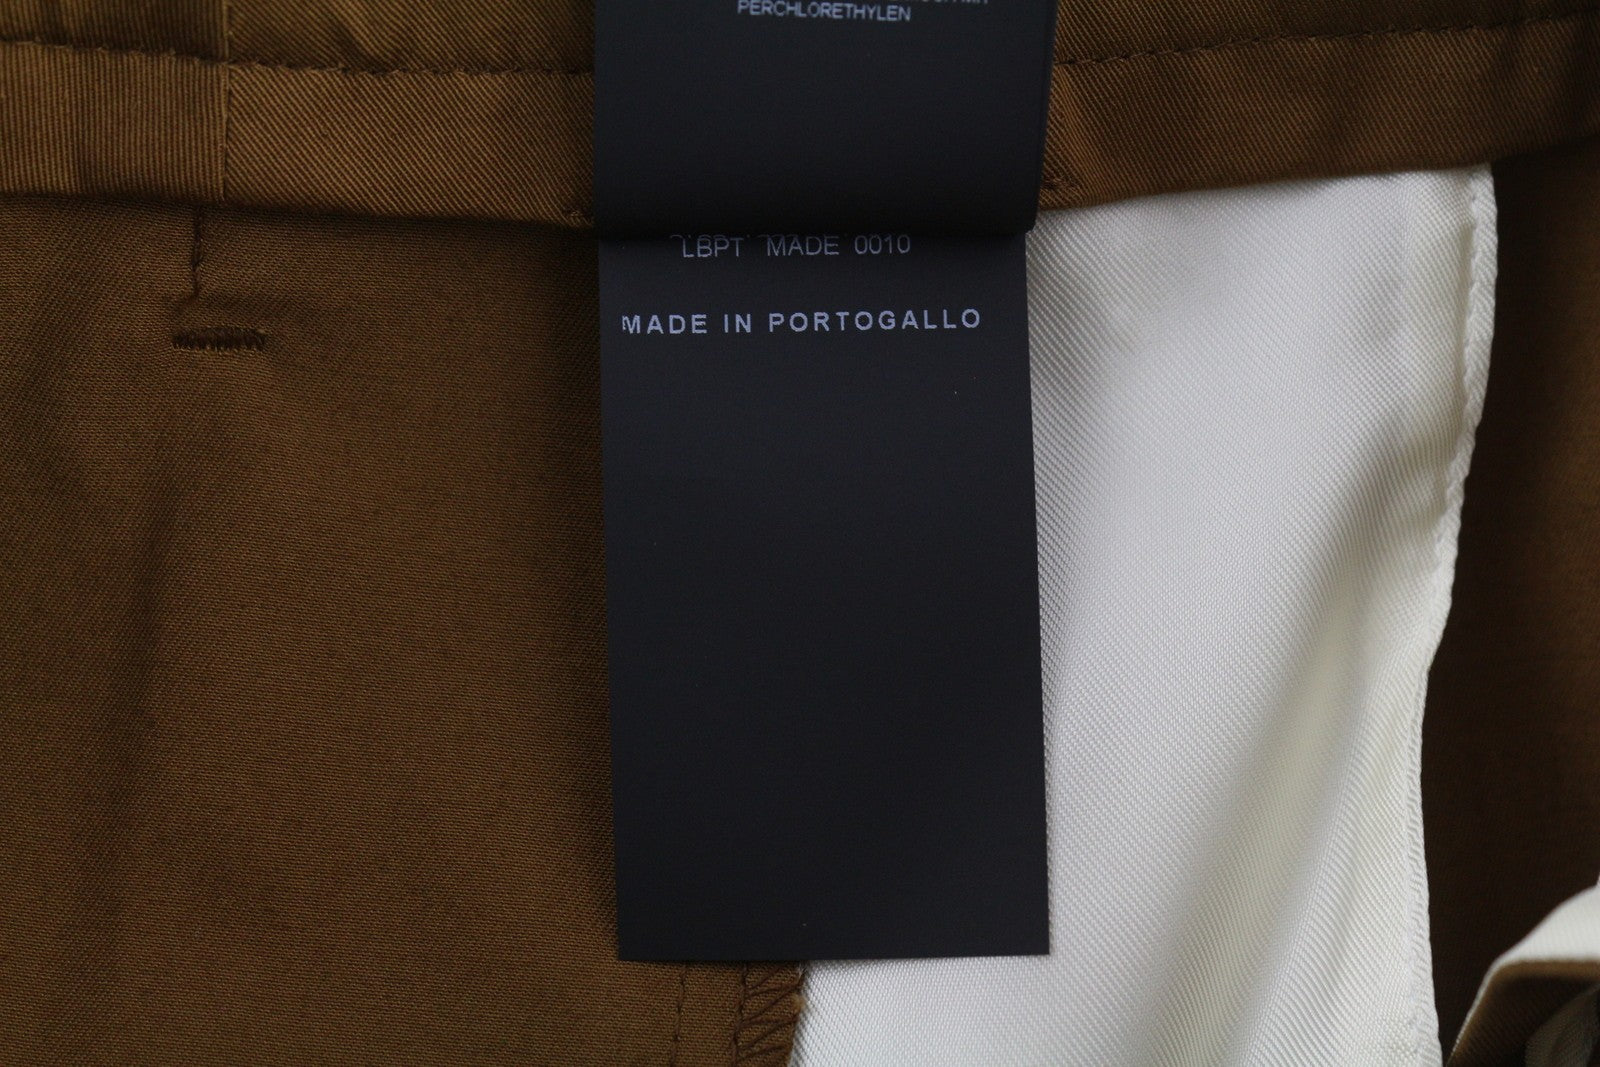 PERCHLORETHYLEN
LBPT MADE 0010
MADE IN PORTOGALLO